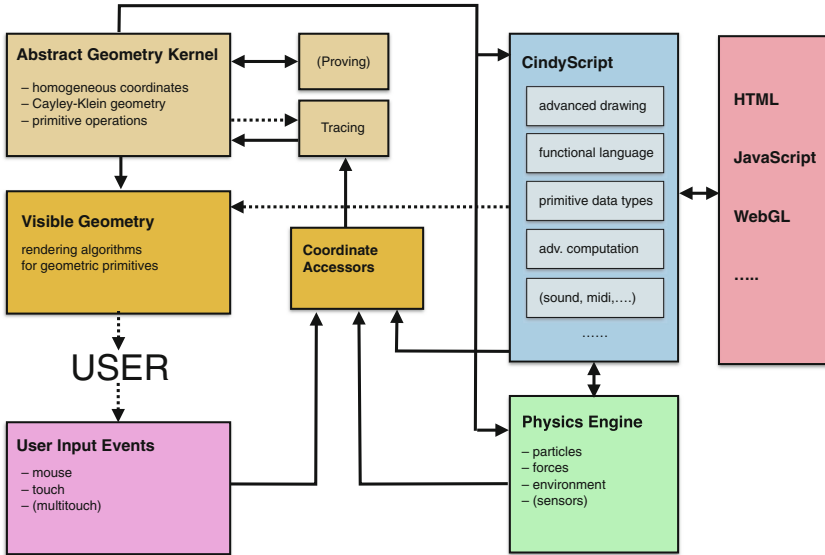 Abstract Geometry Kernel
– homogeneous coordinates
– Cayley-Klein geometry
– primitive operations
(Proving)
Tracing
CindyScript
advanced drawing
functional language
primitive data types
adv. computation
(sound, midi,....)
......
HTML
JavaScript
WebGL
.....
Visible Geometry
rendering algorithms
for geometric primitives
Coordinate
Accessors
USER
User Input Events
– mouse
– touch
– (multitouch)
Physics Engine
– particles
– forces
– environment
– (sensors)